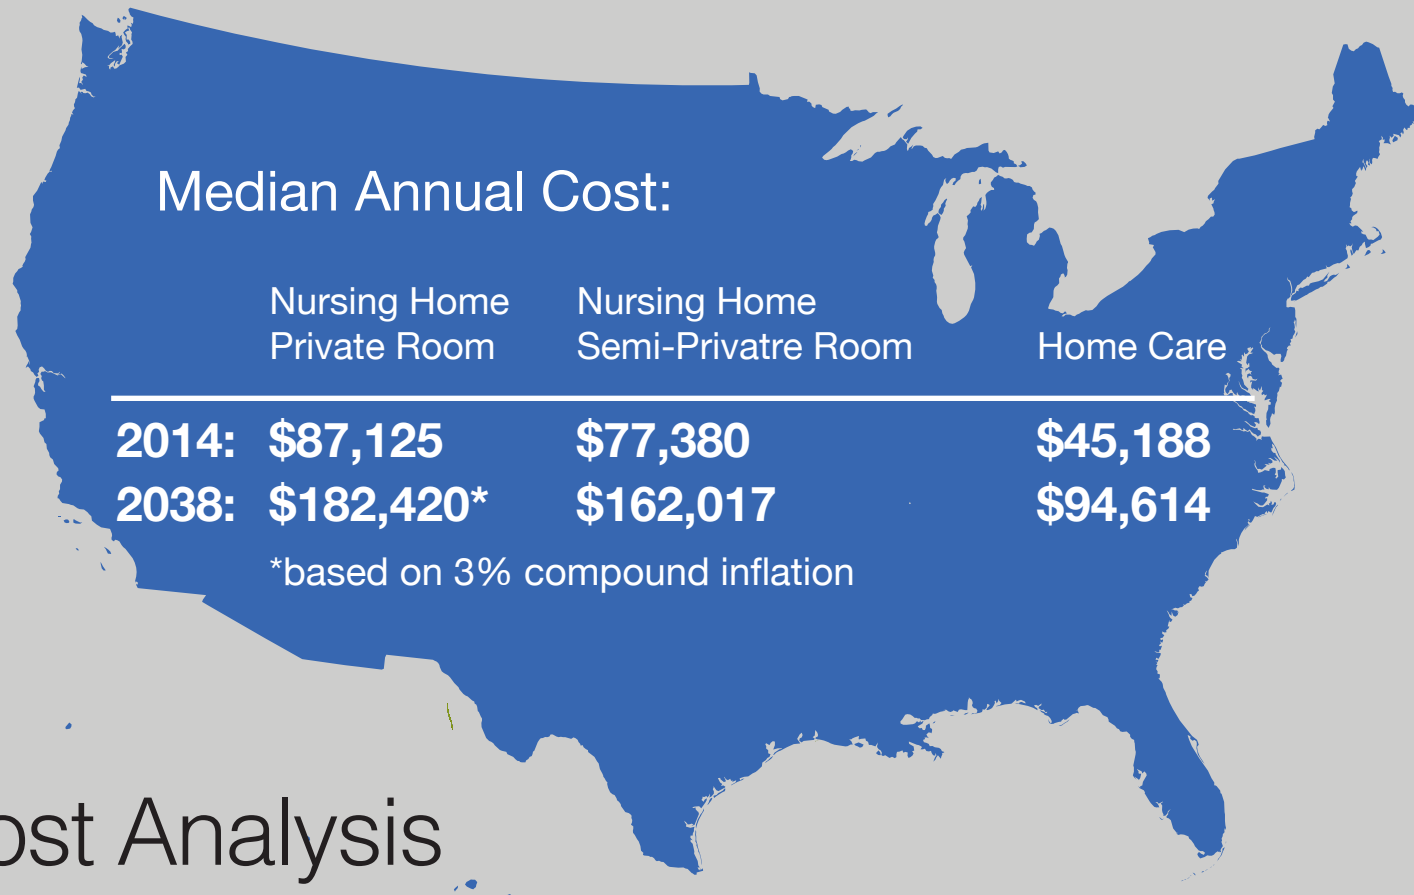 Median Annual Cost:
Nursing Home Private Room
Nursing Home Semi-Privatre Room
Home Care
2014: $87,125 $77,380 $45,188
2038: $182,420* $162,017 $94,614
*based on 3% compound inflation
ost Analysis